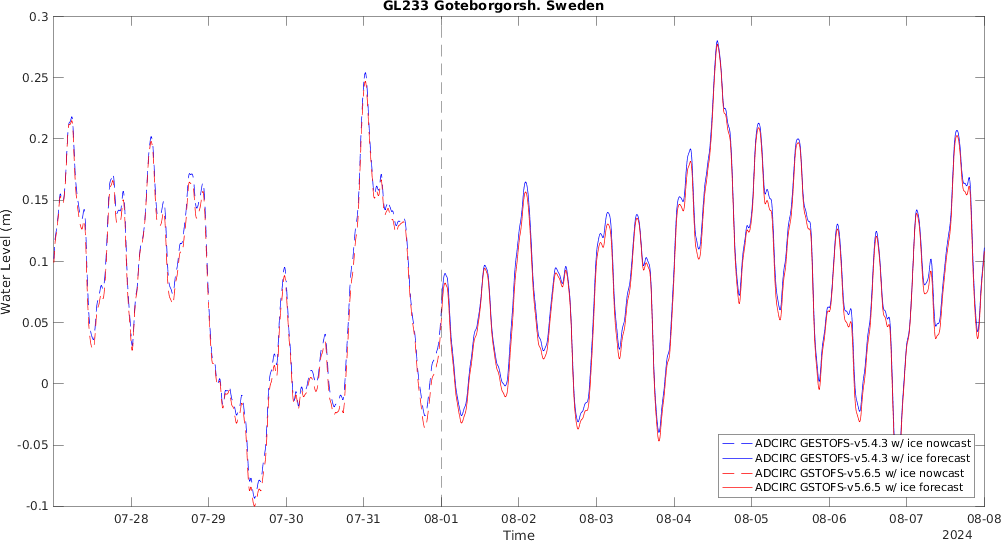 GL233 Goteborgorsh. Sweden
0.3
0.25
0.2
0.15
0.1
0.05
0
-0.05
-0.1
Water Level (m)
ADCIRC GESTOFS-v5.4.3 w/ ice nowcast
ADCIRC GESTOFS-v5.4.3 w/ ice forecast
ADCIRC GSTOFS-v5.6.5 w/ ice nowcast
ADCIRC GSTOFS-v5.6.5 w/ ice forecast
07-28 07-29 07-30 07-31 08-01 08-02 08-03 08-04 08-05 08-06 08-07 08-08
Time
2024